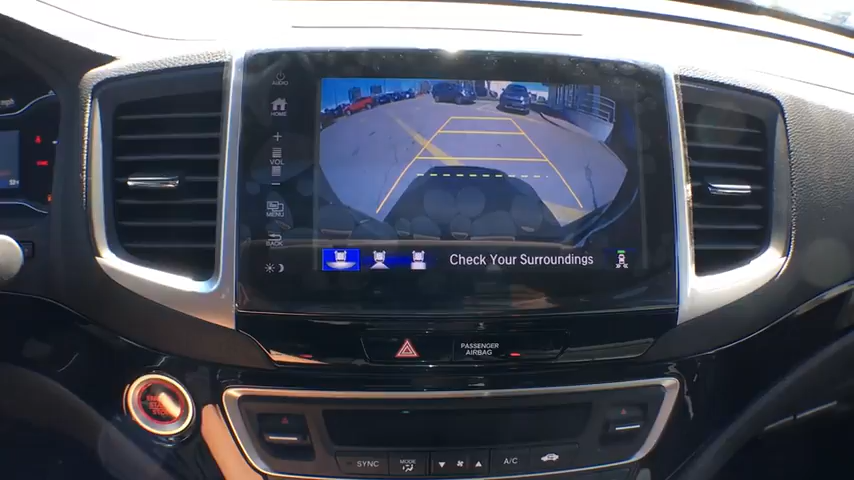 AUDIO
HOME
+
VOL
-
MENU
BACK
Check Your Surroundings
PASSENGER
AIRBAG
SYNC
MODE
A/C